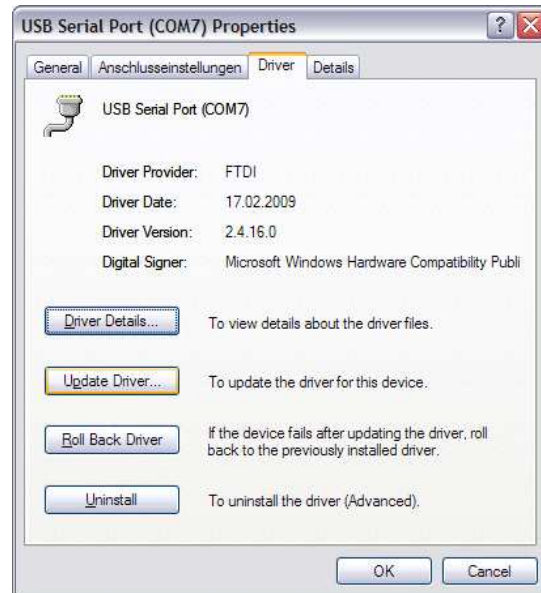 USB Serial Port (COM7) Properties
General Anschlusseinstellungen Driver Details
USB Serial Port (COM7)
Driver Provider: FTDI
Driver Date: 17.02.2009
Driver Version: 2.4.16.0
Digital Signer: Microsoft Windows Hardware Compatibility Publi
Driver Details... To view details about the driver files.
Update Driver... To update the driver for this device.
Roll Back Driver If the device fails after updating the driver, roll
back to the previously installed driver.
Uninstall To uninstall the driver (Advanced).
OK Cancel